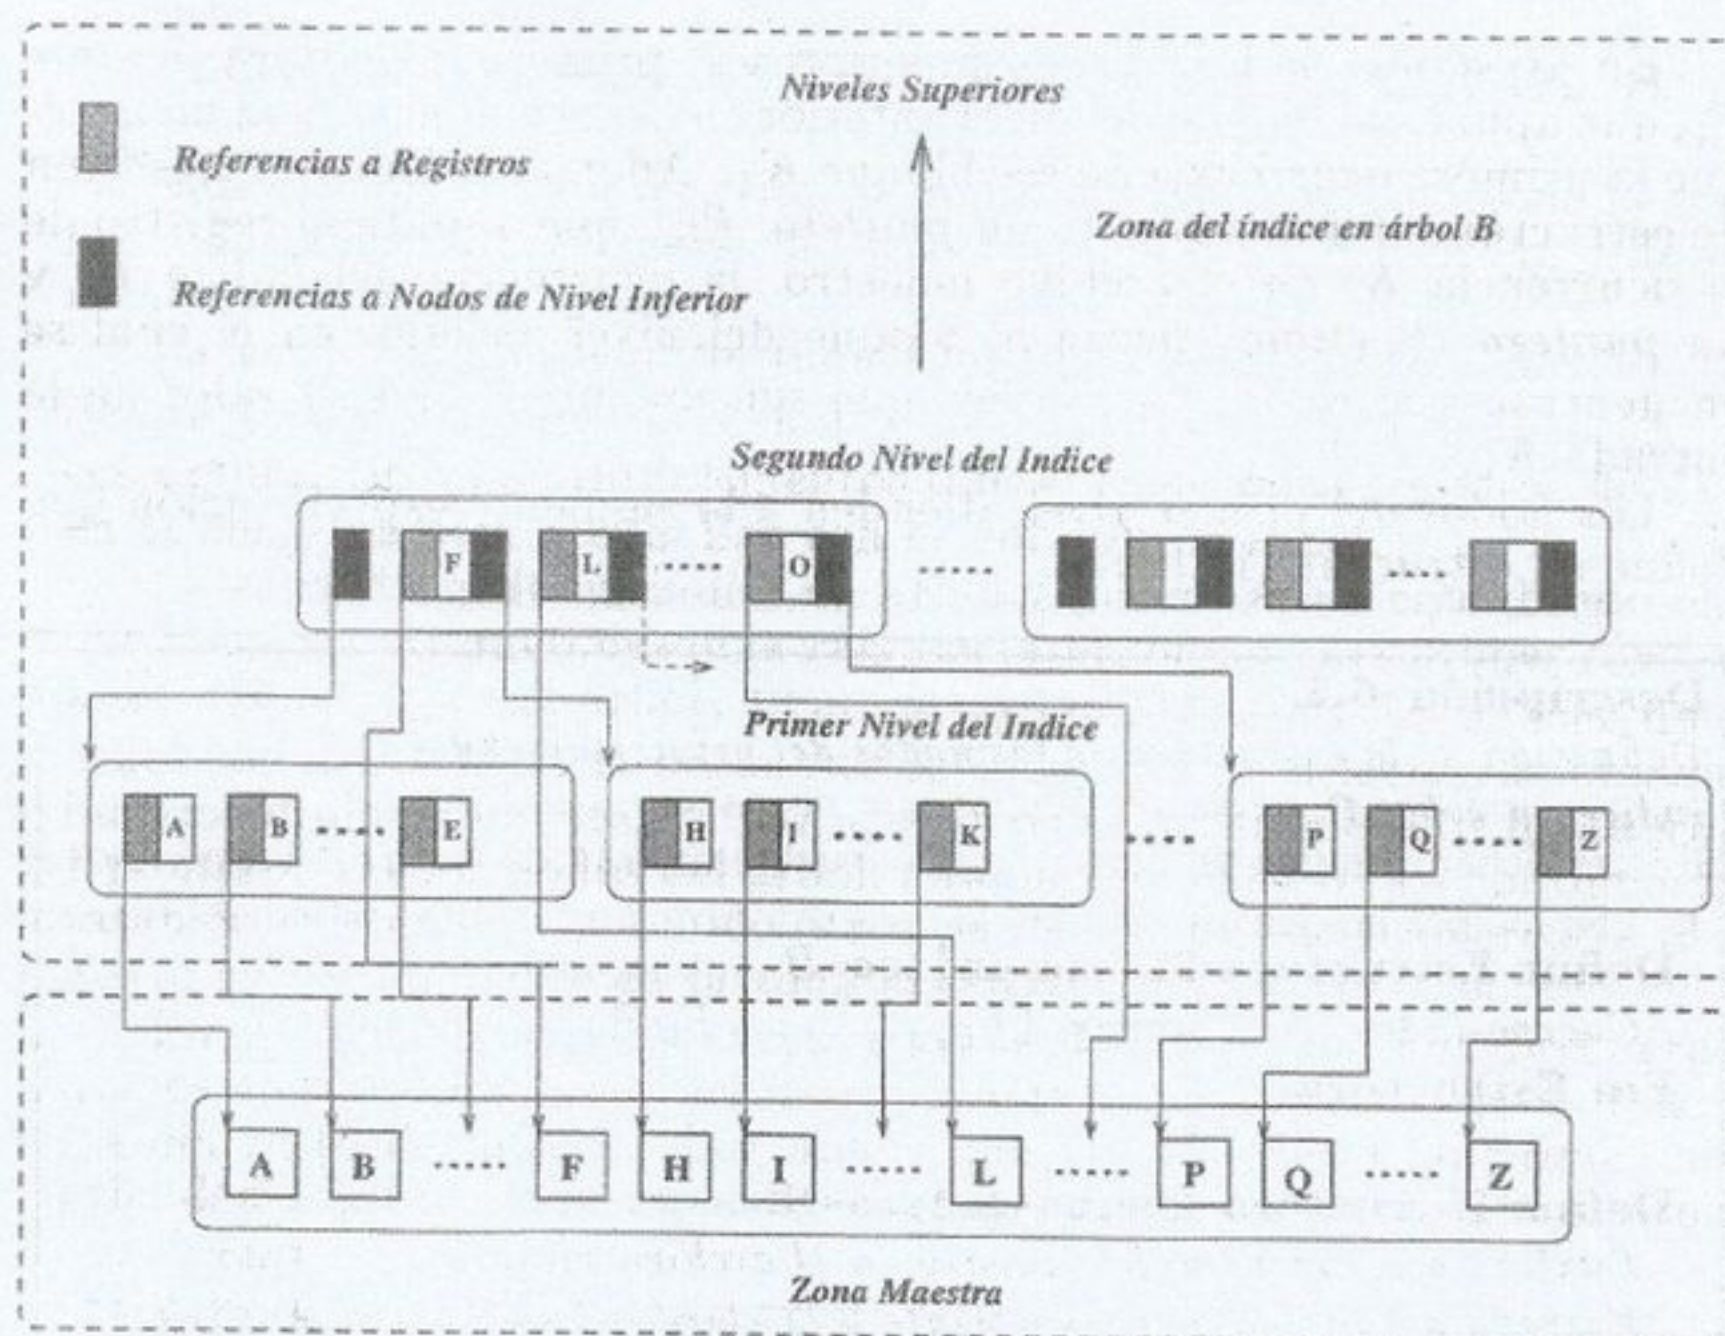 Niveles Superiores
Referencias a Registros
Zona del índice en árbol B
Referencias a Nodos de Nivel Inferior
Segundo Nivel del Indice
F L ..... O .....
.....
Primer Nivel del Indice
A B ..... E H I ..... K ..... P Q ..... Z
A B ..... F H I ..... L ..... P Q ..... Z
Zona Maestra